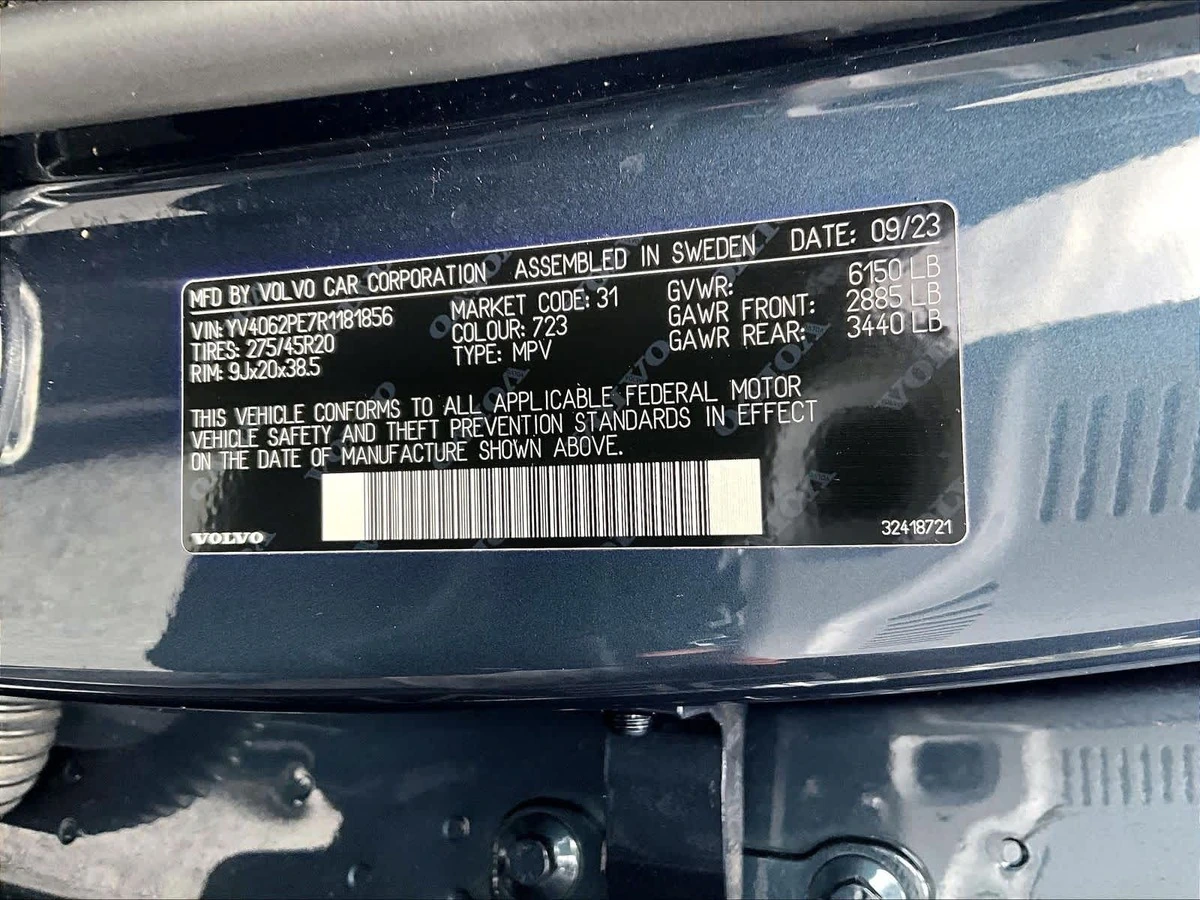 MFD BY VOLVO CAR CORPORATION ASSEMBLED IN SWEDEN DATE: 09/23
VIN: YV4062PE7R1181856 MARKET CODE: 31 GVWR: 6150 LB
TIRES: 275/45R20 COLOUR: 723 GAWR FRONT: 2885 LB
RIM: 9Jx20x38.5 TYPE: MPV GAWR REAR: 3440 LB
THIS VEHICLE CONFORMS TO ALL APPLICABLE FEDERAL MOTOR
VEHICLE SAFETY AND THEFT PREVENTION STANDARDS IN EFFECT
ON THE DATE OF MANUFACTURE SHOWN ABOVE.
VOLVO 32418721